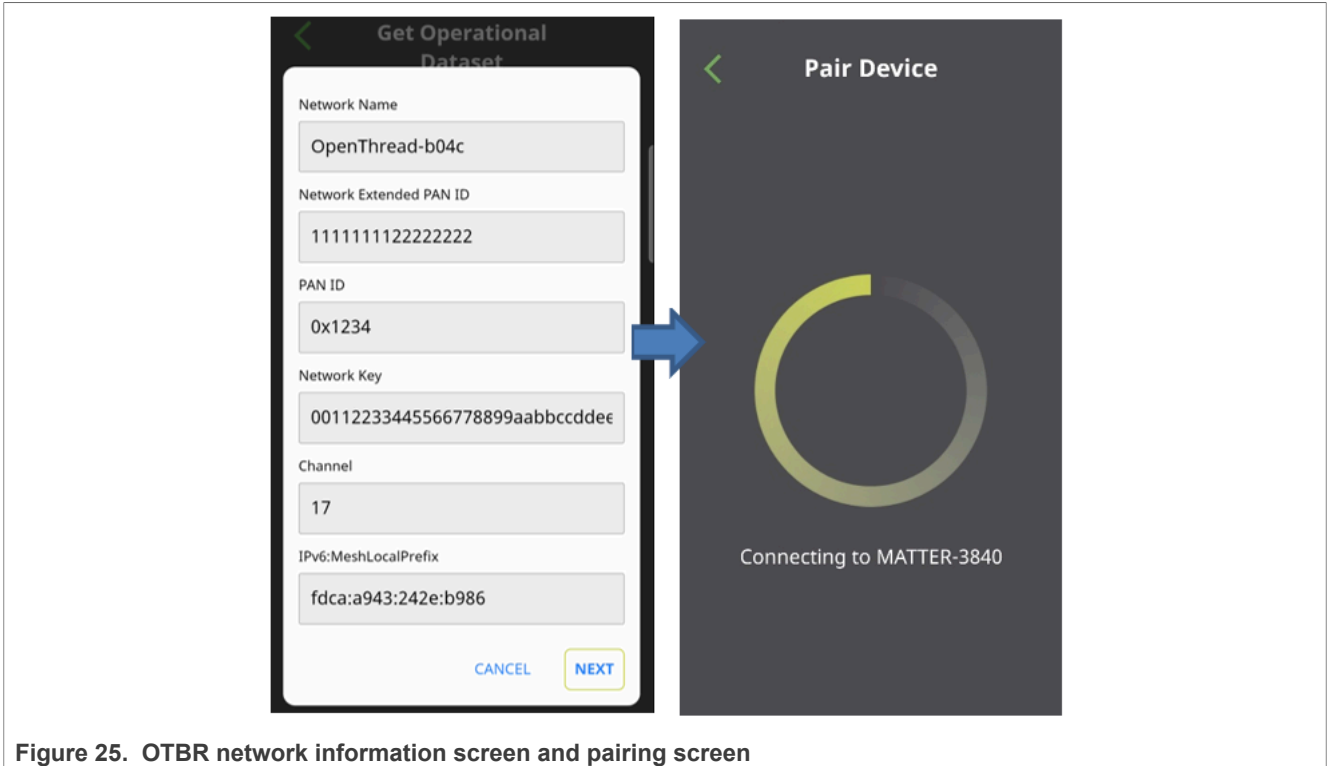 Get Operational
Dataset
Network Name
OpenThread-b04c
Network Extended PAN ID
1111111122222222
PAN ID
0x1234
Network Key
00112233445566778899aabbccddee
Channel
17
IPv6:MeshLocalPrefix
fdca:a943:242e:b986
CANCEL NEXT
Pair Device
Connecting to MATTER-3840
Figure 25. OTBR network information screen and pairing screen